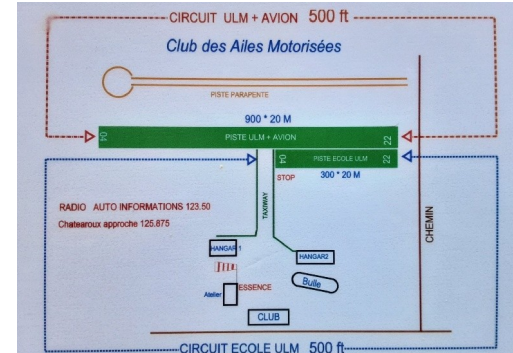 CIRCUIT ULM + AVION 500 ft
Club des Ailes Motorisées
PISTE PARAPENTE
900 * 20 M
04 PISTE ULM + AVION 22
04 PISTE ECOLE ULM 22
STOP 300 * 20 M
TAXIWAY
RADIO AUTO INFORMATIONS 123.50
Chatearoux approche 125.875
CHEMIN
HANGAR 1
HANGAR2
ESSENCE
Atelier
Bulle
CLUB
CIRCUIT ECOLE ULM 500 ft